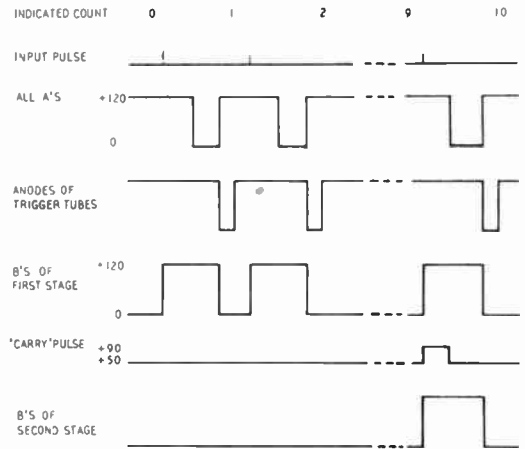 INDICATED COUNT 0 1 2 9 10
INPUT PULSE
ALL A'S +120
0
ANODES OF
TRIGGER TUBES
B'S OF +120
FIRST STAGE
0
'CARRY' PULSE +90
+50
B'S OF
SECOND STAGE